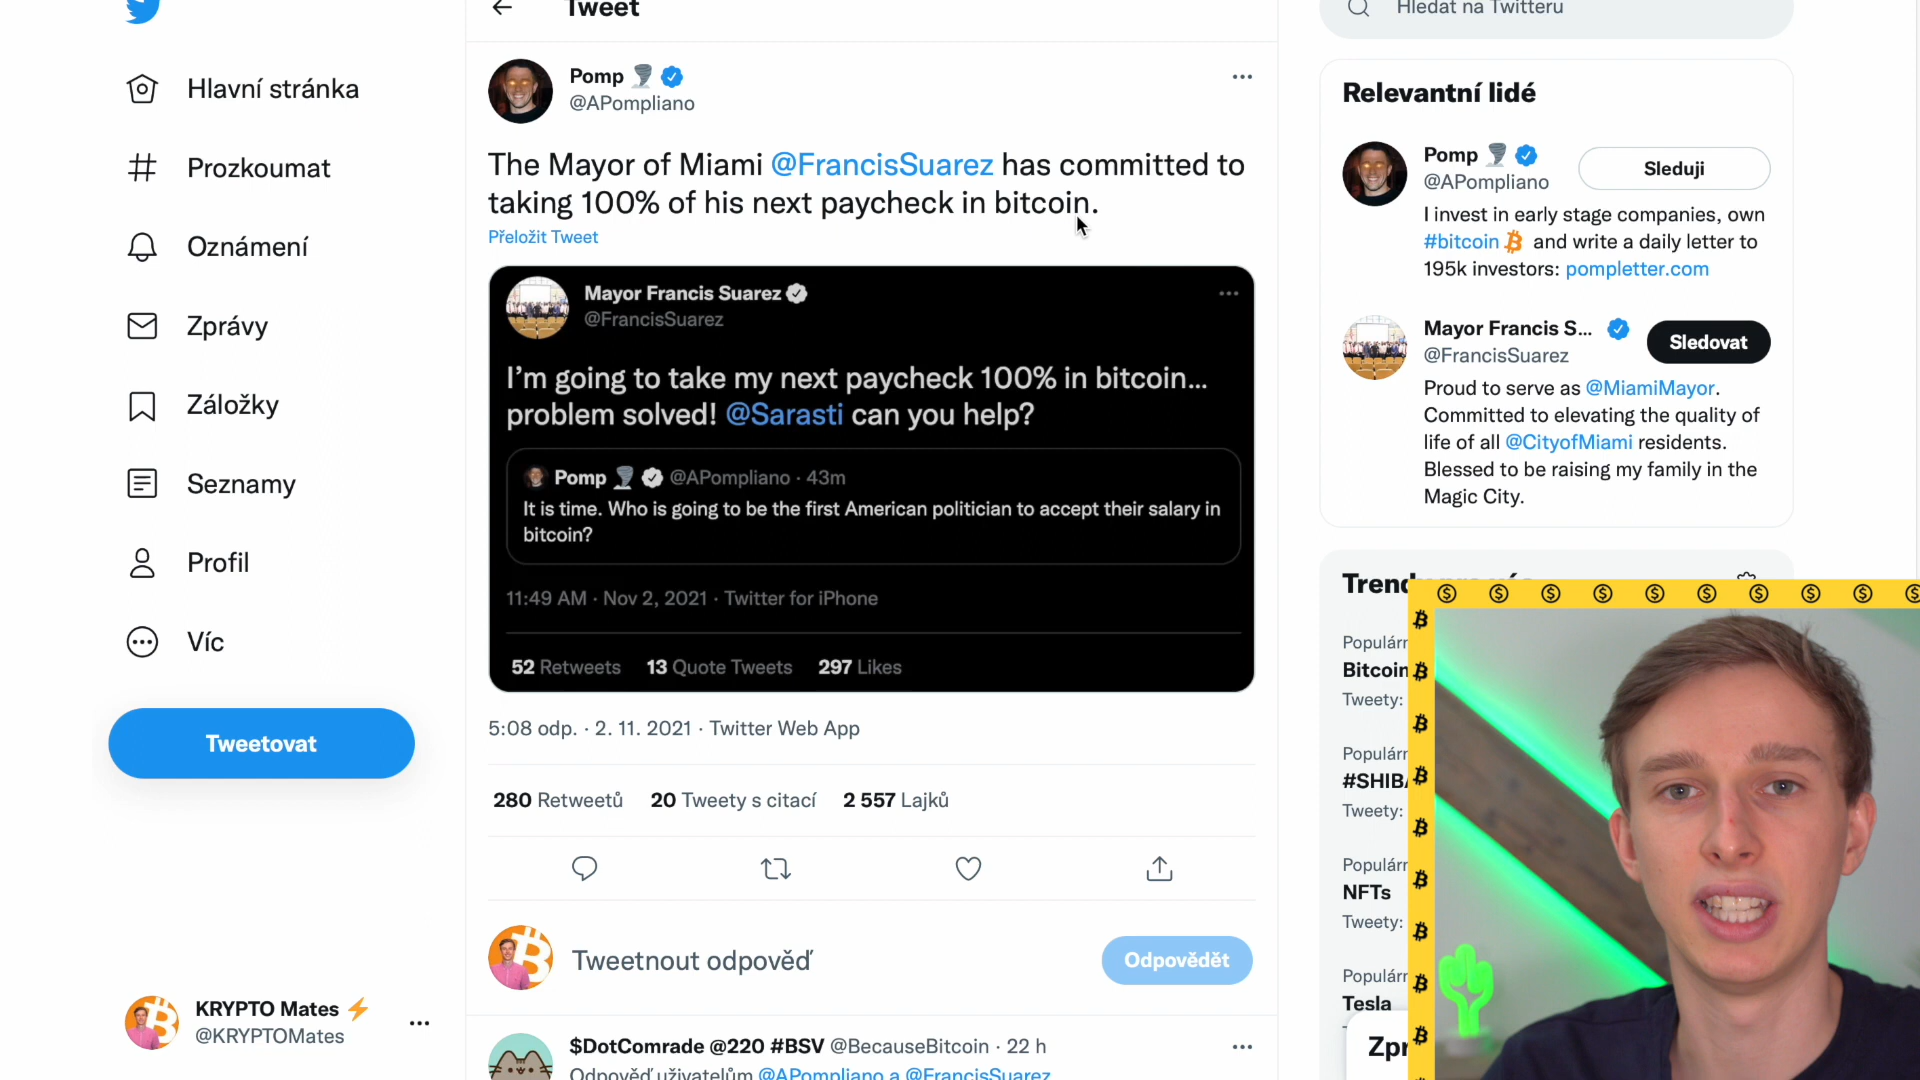 Tweet
Hledat na Twitteru
Hlavní stránka
Prozkoumat
Oznámení
Zprávy
Záložky
Seznamy
Profil
Víc
Tweetovat
KRYPTO Mates
@KRYPTOMates
Pomp
@APompliano
The Mayor of Miami @FrancisSuarez has committed to
taking 100% of his next paycheck in bitcoin.
Přeložit Tweet
Mayor Francis Suarez
@FrancisSuarez
I'm going to take my next paycheck 100% in bitcoin...
problem solved! @Sarasti can you help?
Pomp @APompliano · 43m
It is time. Who is going to be the first American politician to accept their salary in
bitcoin?
11:49 AM · Nov 2, 2021 · Twitter for iPhone
52 Retweets 13 Quote Tweets 297 Likes
5:08 odp. · 2. 11. 2021 · Twitter Web App
280 Retweetů 20 Tweety s citací 2 557 Lajků
Tweetnout odpověď
Odpovědět
$DotComrade @220 #BSV @BecauseBitcoin · 22 h
Odpověď uživatelům @APompliano a @FrancisSuarez
Relevantní lidé
Pomp
@APompliano
Sleduji
I invest in early stage companies, own
#bitcoin and write a daily letter to
195k investors: pompletter.com
Mayor Francis S...
@FrancisSuarez
Sledovat
Proud to serve as @MiamiMayor.
Committed to elevating the quality of
life of all @CityofMiami residents.
Blessed to be raising my family in the
Magic City.
Populárn
Bitcoin
Tweety:
Populárn
#SHIB
Tweety:
Populárn
NFTs
Tweety:
Populárn
Tesla
Zpr